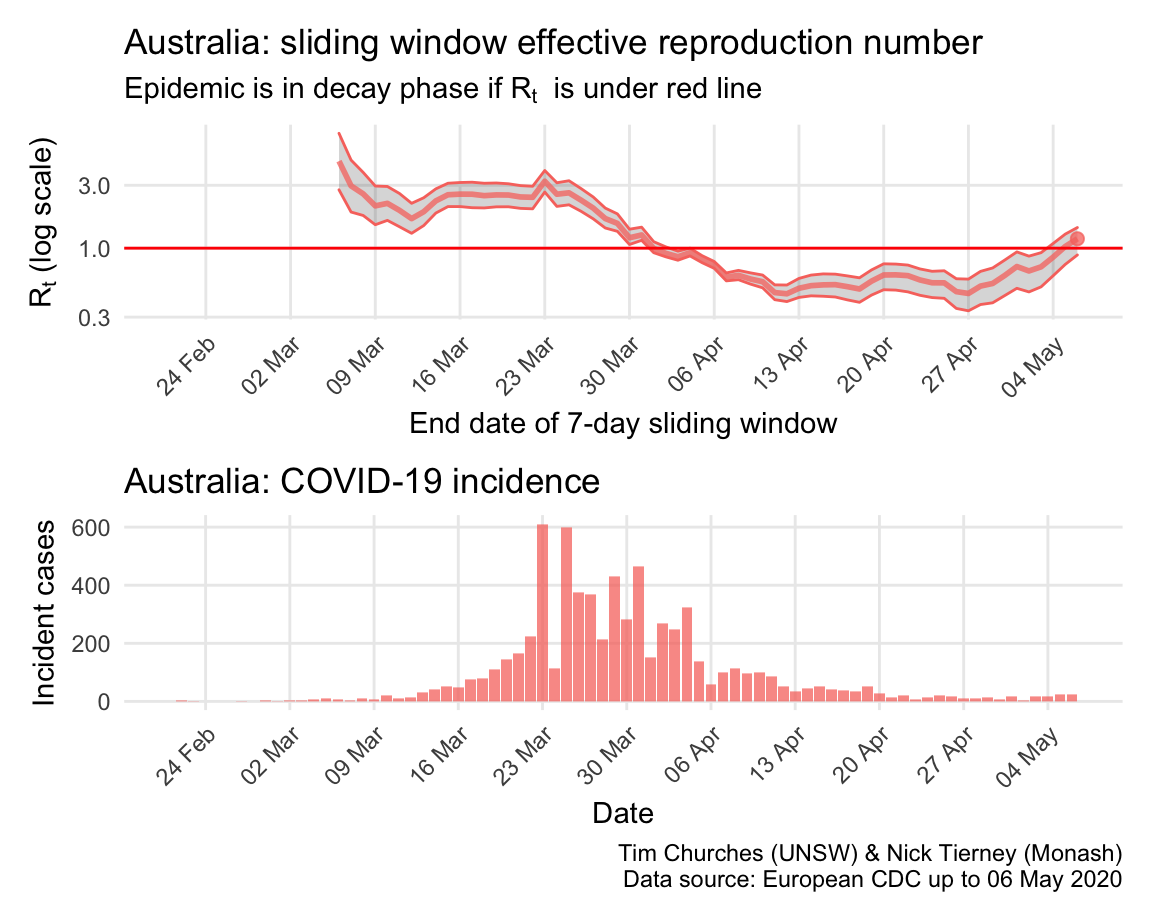 Australia: sliding window effective reproduction number
Epidemic is in decay phase if Rt is under red line
Rt (log scale)
3.0
1.0
0.3
24 Feb
02 Mar
09 Mar
16 Mar
23 Mar
30 Mar
06 Apr
13 Apr
20 Apr
27 Apr
04 May
End date of 7-day sliding window
Australia: COVID-19 incidence
Incident cases
600
400
200
0
24 Feb
02 Mar
09 Mar
16 Mar
23 Mar
30 Mar
06 Apr
13 Apr
20 Apr
27 Apr
04 May
Date
Tim Churches (UNSW) & Nick Tierney (Monash)
Data source: European CDC up to 06 May 2020